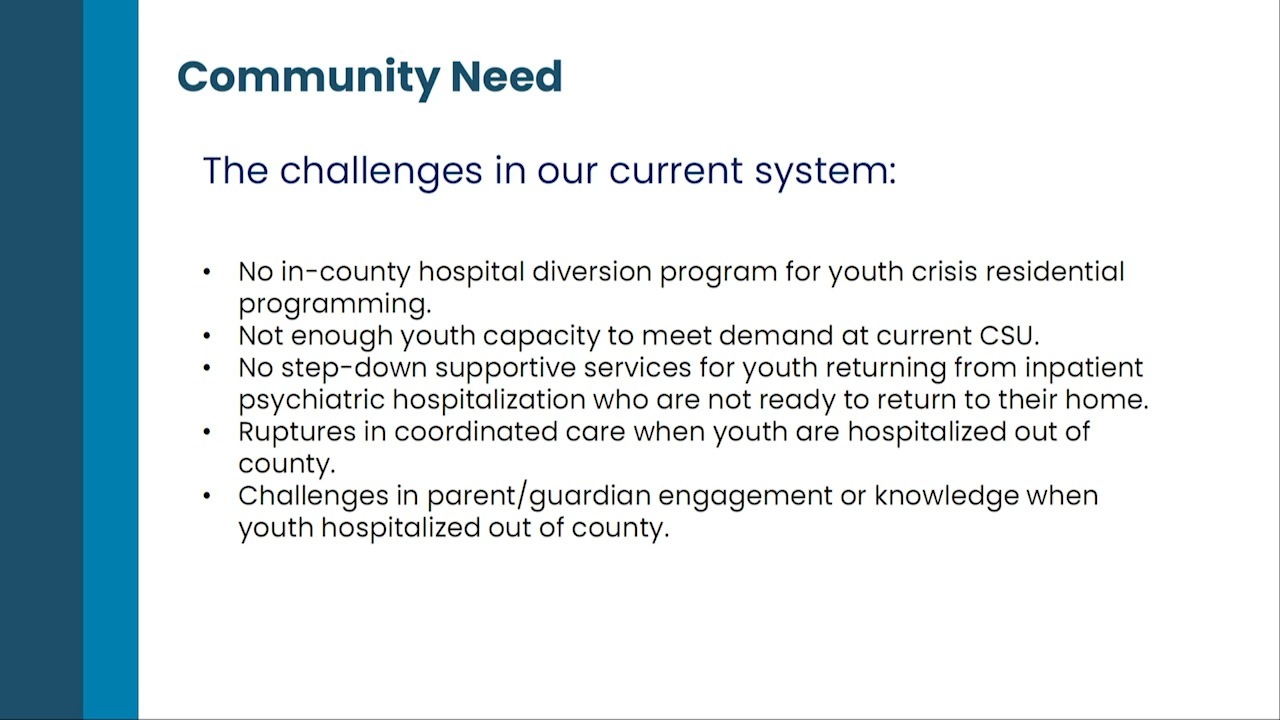 Community Need
The challenges in our current system:
• No in-county hospital diversion program for youth crisis residential
programming.
• Not enough youth capacity to meet demand at current CSU.
• No step-down supportive services for youth returning from inpatient
psychiatric hospitalization who are not ready to return to their home.
• Ruptures in coordinated care when youth are hospitalized out of
county.
• Challenges in parent/guardian engagement or knowledge when
youth hospitalized out of county.